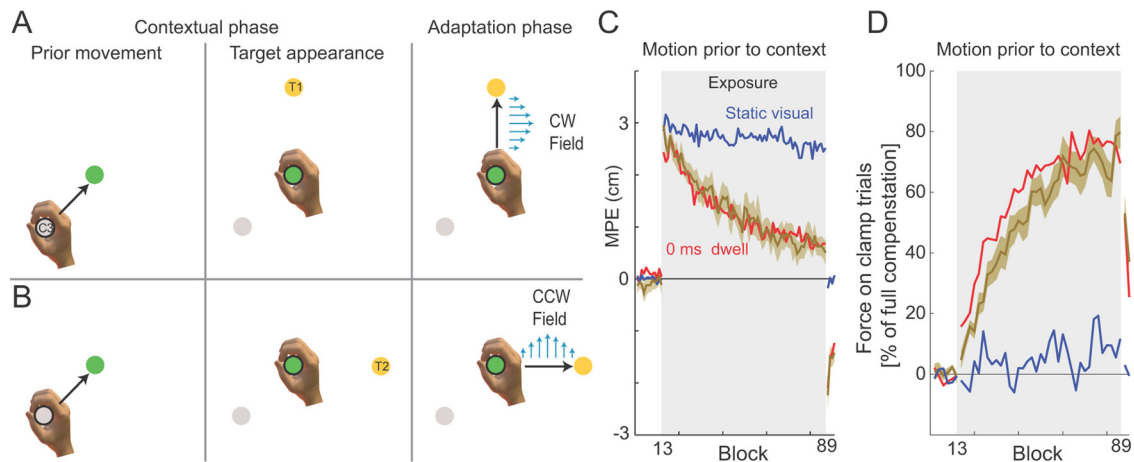 A
Contextual phase
Adaptation phase
Prior movement
Target appearance
T1
CW
Field
C3
B
CCW
Field
T2
C
Motion prior to context
Exposure
Static visual
0 ms dwell
MPE (cm)
3
0
-3
13
89
Block
D
Motion prior to context
Force on clamp trials
[% of full compenstation]
100
80
60
40
20
0
13
89
Block